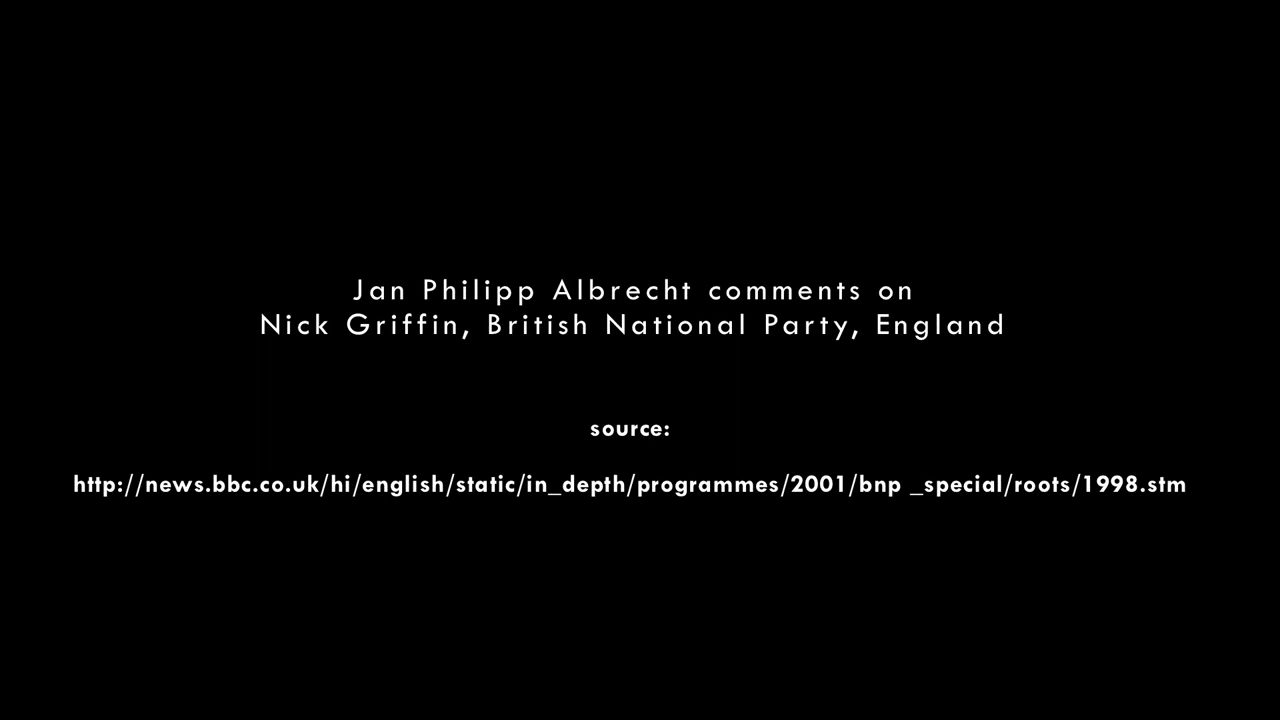 Jan Philipp Albrecht comments on
Nick Griffin, British National Party, England
source:
http://news.bbc.co.uk/hi/english/static/in_depth/programmes/2001/bnp _special/roots/1998.stm